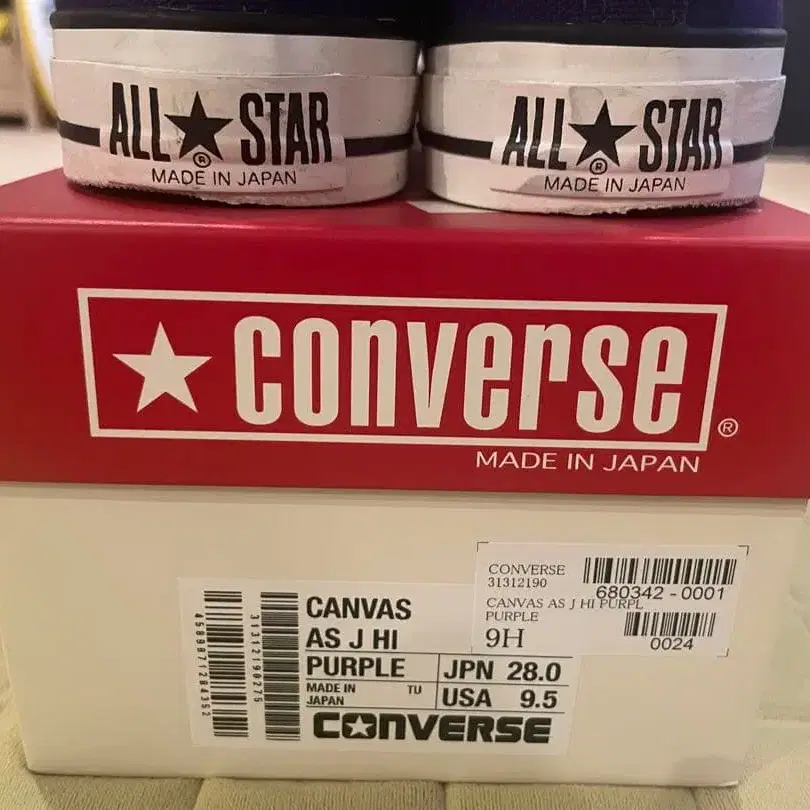 ALL★STAR
®
MADE IN JAPAN
ALL★STAR
®
MADE IN JAPAN
★CONVERSE®
MADE IN JAPAN
CONVERSE
31312190
680342-0001
CANVAS AS J HI PURPL
PURPLE
9H
0024
CANVAS
AS J HI
PURPLE
JPN 28.0
MADE IN JAPAN
TU
USA 9.5
CONVERSE
31312190275